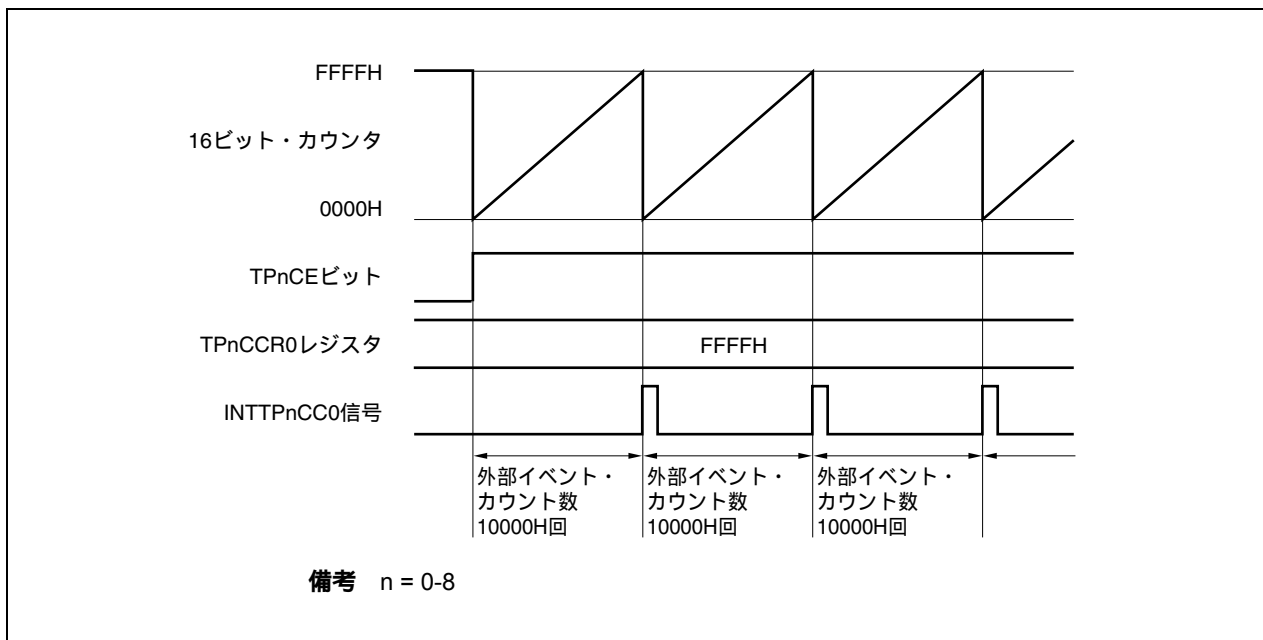 FFFFH
16ビット・カウンタ
0000H
TPnCEビット
TPnCCR0レジスタ
FFFFH
INTTPnCC0信号
外部イベント・
カウント数
10000H回
外部イベント・
カウント数
10000H回
外部イベント・
カウント数
10000H回
備考 n = 0-8